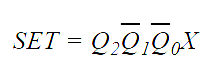 SET = Q₂Q̅₁Q̅₀X